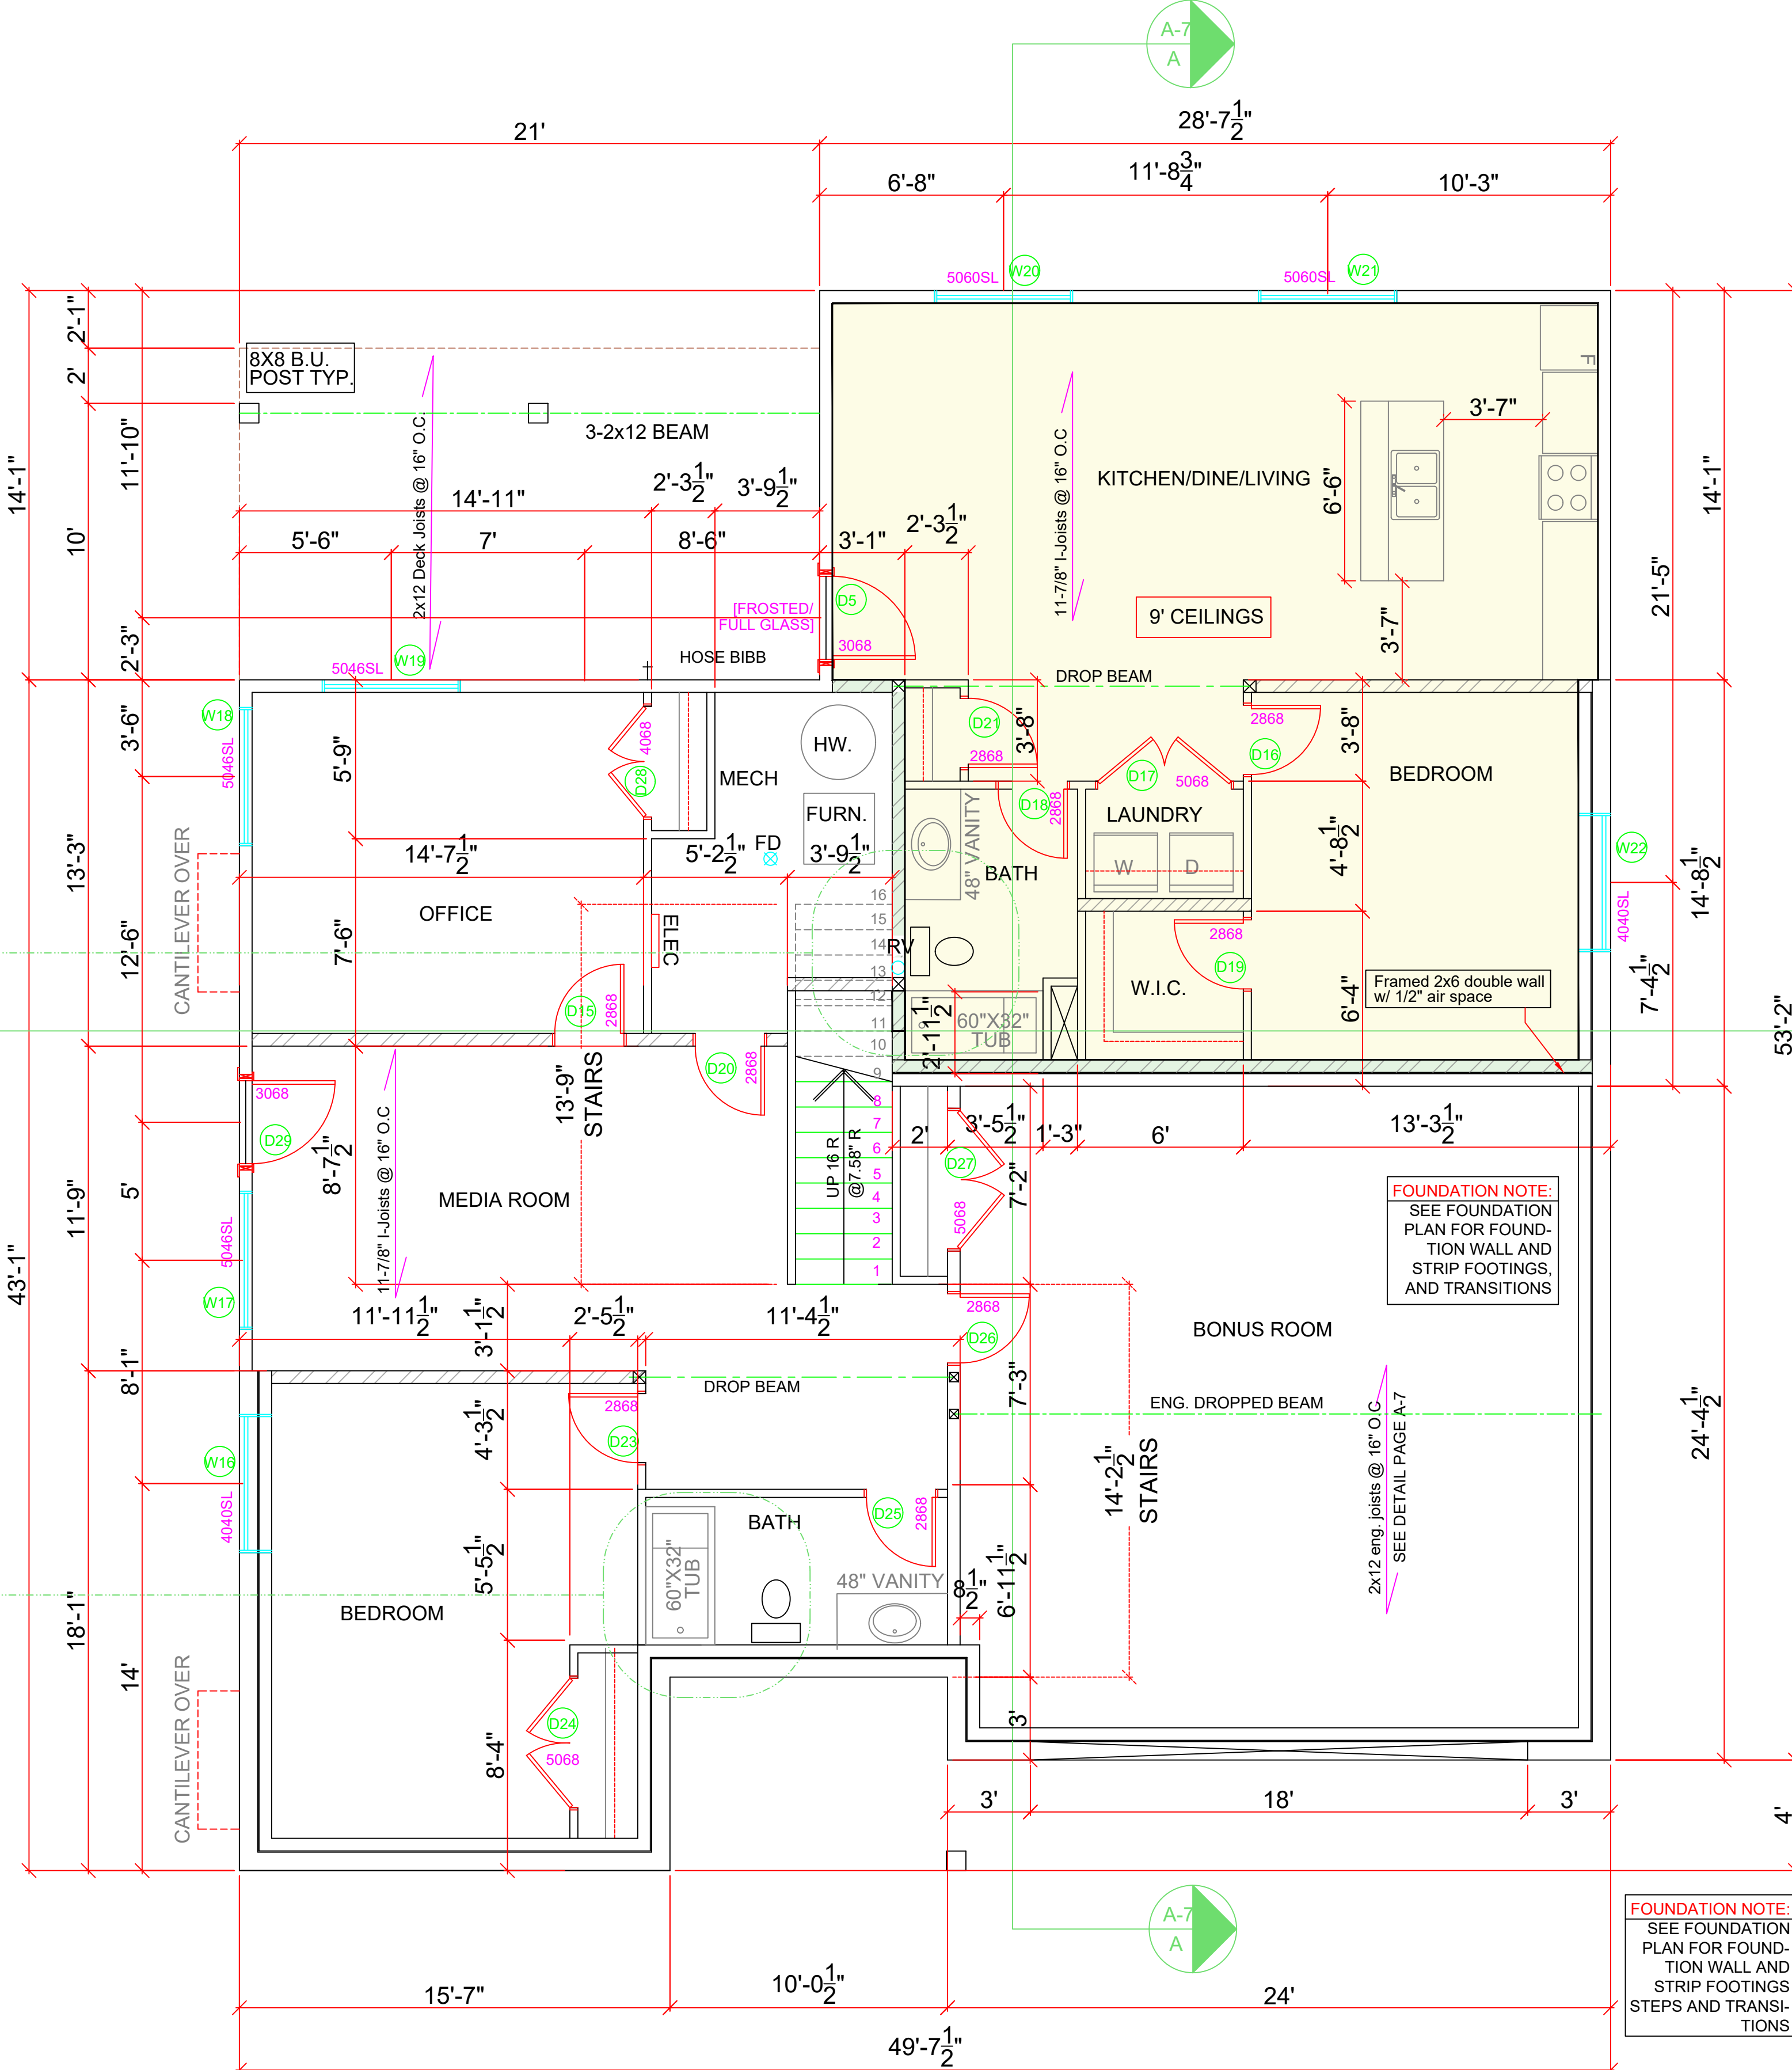 A-7
A
21'
28'-7 1/2"
6'-8"
11'-8 3/4"
10'-3"
5060SL
W20
5060SL
W21
2'-1"
2'
10'
14'-1"
11'-10"
2'-3"
8X8 B.U.
POST TYP.
3-2x12 BEAM
2x12 Deck Joists @ 16" O.C.
14'-11"
2'-3 1/2"
3'-9 1/2"
5'-6"
7'
8'-6"
3'-1"
2'-3 1/2"
[FROSTED/
FULL GLASS]
D5
3068
HOSE BIBB
5046SL
W19
KITCHEN/DINE/LIVING
11-7/8" I-Joists @ 16" O.C
9' CEILINGS
F
3'-7"
6'-6"
3'-7"
DROP BEAM
14'-1"
21'-5"
W18
5046SL
3'-6"
13'-3"
12'-6"
CANTILEVER OVER
5'-9"
4068
D28
MECH
HW.
FURN.
FD
14'-7 1/2"
5'-2 1/2"
3'-9 1/2"
OFFICE
7'-6"
ELEC
D15
2868
D21
2868
3'-8"
D18
2868
48" VANITY
BATH
D17
5068
LAUNDRY
W
D
D16
2868
3'-8"
BEDROOM
4'-8 1/2"
W22
4040SL
14'-8 1/2"
7'-4 1/2"
53'-2"
16
15
14
13
12
11
10
9
8
7
6
5
4
3
2
1
RV
W.I.C.
2868
D19
6'-4"
Framed 2x6 double wall
w/ 1/2" air space
60"X32"
TUB
2'-11 1/2"
9
13'-9"
STAIRS
D20
2868
3068
D29
8'-7 1/2"
11-7/8" I-Joists @ 16" O.C
MEDIA ROOM
UP 16 R
@7.58" R
5'
11'-9"
43'-1"
5046SL
W17
2'
3'-5 1/2"
1'-3"
6'
13'-3 1/2"
D27
5068
7'-2"
FOUNDATION NOTE:
SEE FOUNDATION
PLAN FOR FOUND-
TION WALL AND
STRIP FOOTINGS,
AND TRANSITIONS
11'-11 1/2"
3'-1 1/2"
2'-5 1/2"
11'-4 1/2"
2868
D26
BONUS ROOM
7'-3"
8'-1"
DROP BEAM
ENG. DROPPED BEAM
2x12 eng. joists @ 16" O.C
SEE DETAIL PAGE A-7
24'-4 1/2"
2868
D23
4'-3 1/2"
W16
4040SL
14'-2 1/2"
STAIRS
BATH
D25
2868
60"X32"
TUB
48" VANITY
5'-5 1/2"
8 1/2"
6'-11 1/2"
BEDROOM
18'-1"
14'
CANTILEVER OVER
D24
5068
8'-4"
3'
3'
18'
3'
4'
A-7
A
FOUNDATION NOTE:
SEE FOUNDATION
PLAN FOR FOUND-
TION WALL AND
STRIP FOOTINGS
STEPS AND TRANSI-
TIONS
15'-7"
10'-0 1/2"
24'
49'-7 1/2"